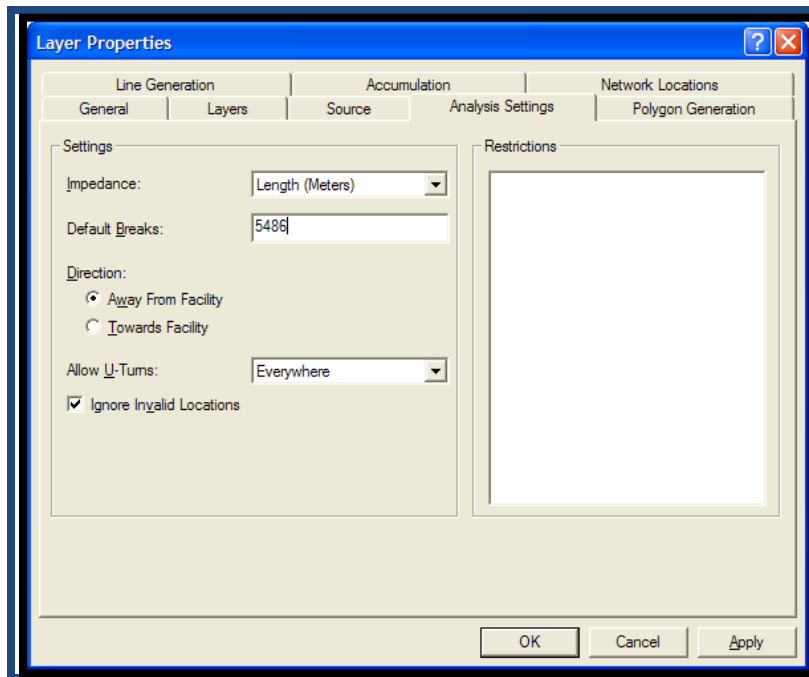 Layer Properties
Line Generation Accumulation Network Locations
General Layers Source Analysis Settings Polygon Generation
Settings
Impedance: Length (Meters)
Default Breaks: 5486
Direction:
Away From Facility
Towards Facility
Allow U-Turns: Everywhere
Ignore Invalid Locations
Restrictions
OK Cancel Apply